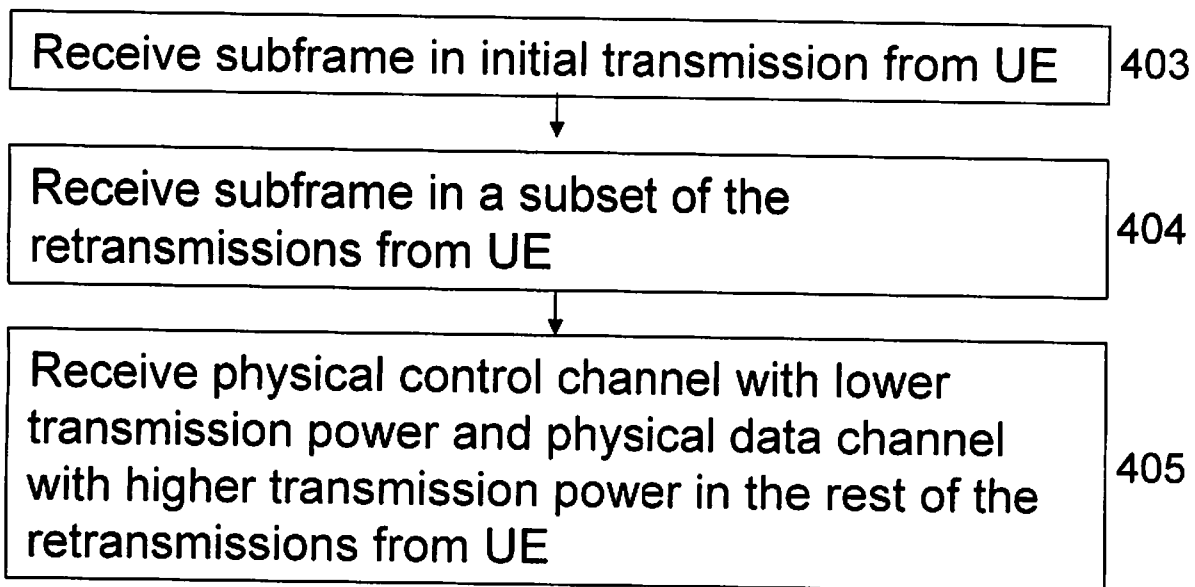 Receive subframe in initial transmission from UE
403
Receive subframe in a subset of the
retransmissions from UE
404
Receive physical control channel with lower
transmission power and physical data channel
with higher transmission power in the rest of the
retransmissions from UE
405